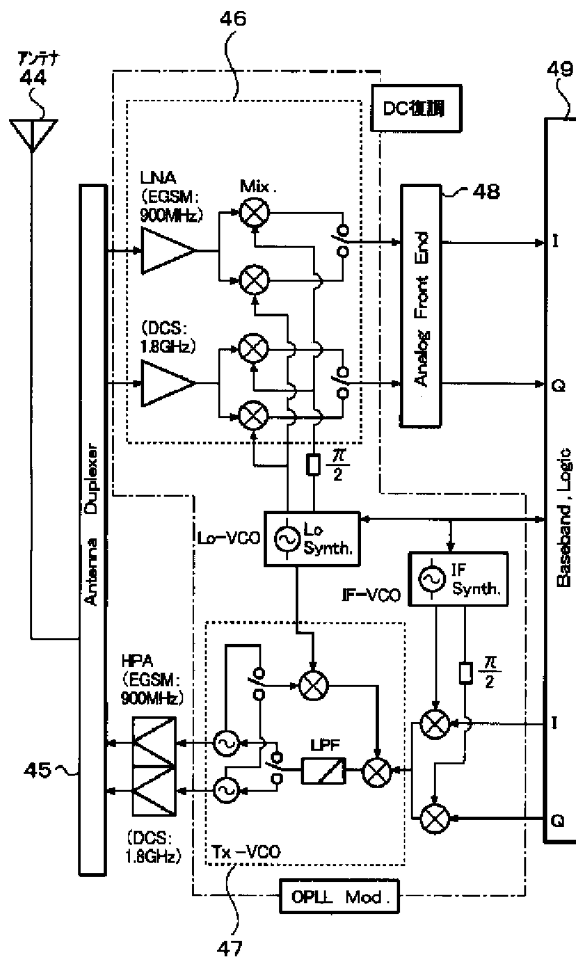 46
アンテナ
44
49
DC復調
LNA
(EGSM:
900MHz)
Mix.
48
Analog Front End
I
(DCS:
1.8GHz)
Q
π
2
Antenna Duplexer
Baseband, Logic
Lo-VCO
Lo
Synth.
IF-VCO
IF
Synth.
HPA
(EGSM:
900MHz)
π
2
I
LPF
45
(DCS:
1.8GHz)
Tx-VCO
Q
OPLL Mod.
47